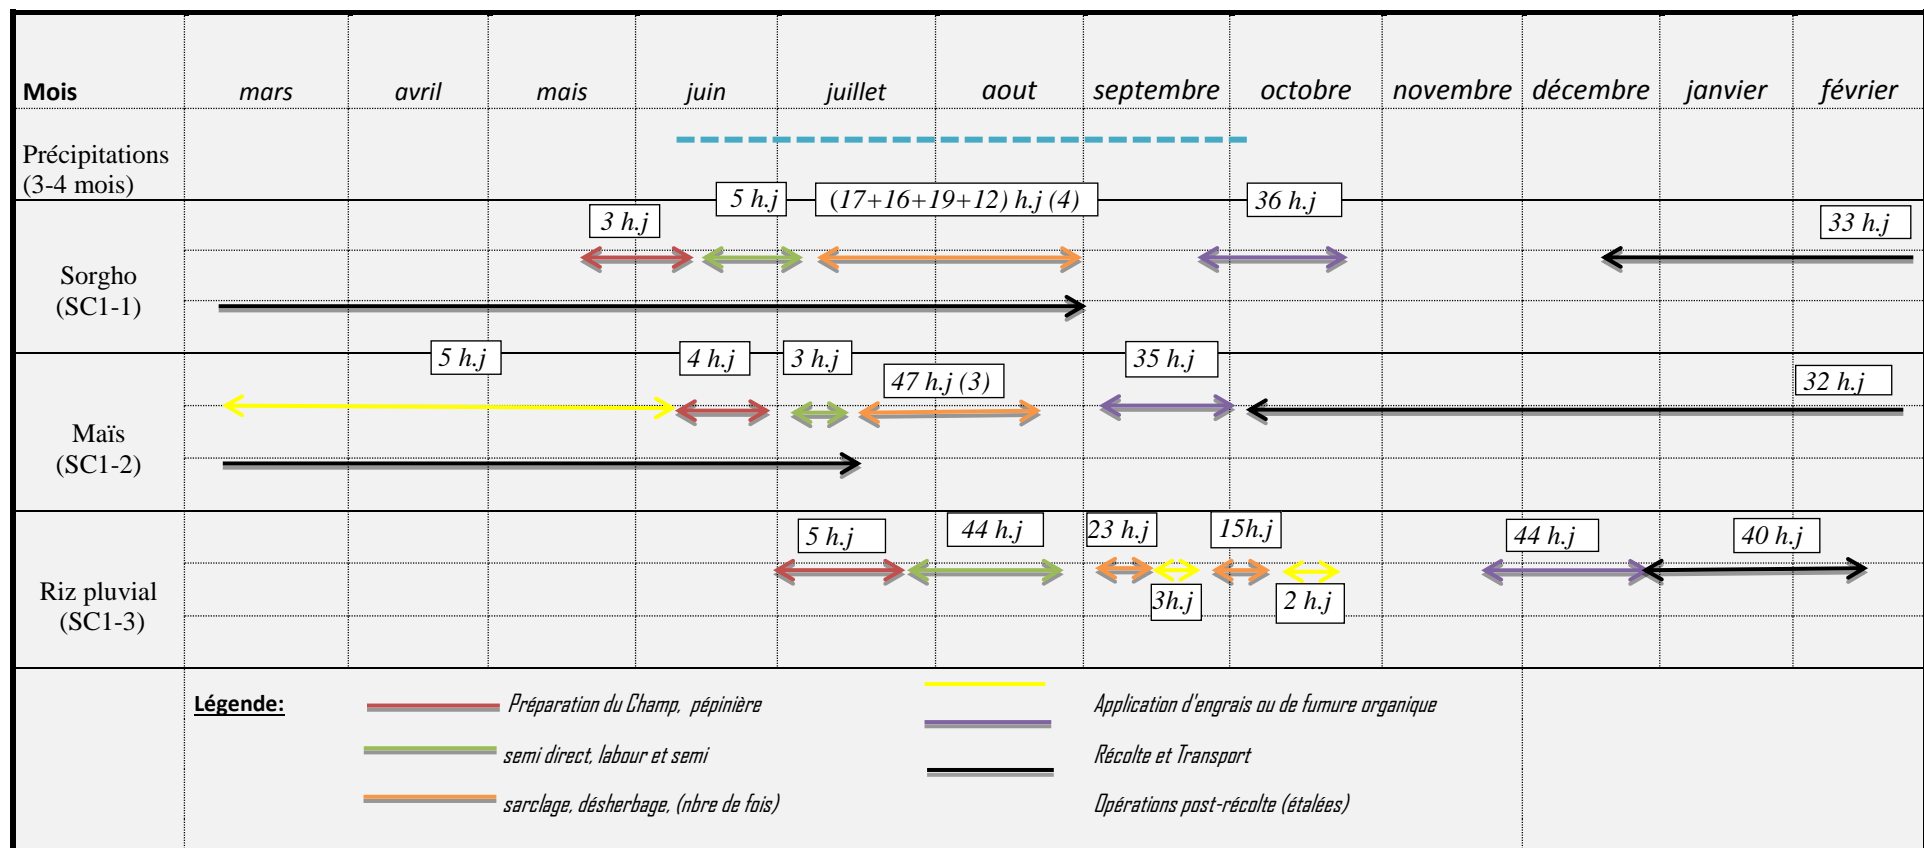 Mois mars avril mais juin juillet aout septembre octobre novembre décembre janvier février
Précipitations
(3-4 mois)
5 h.j (17+16+19+12) h.j (4) 36 h.j
3 h.j 33 h.j
Sorgho
(SC1-1)
5 h.j 4 h.j 3 h.j 35 h.j
47 h.j (3) 32 h.j
Maïs
(SC1-2)
5 h.j 44 h.j 23 h.j 15h.j 44 h.j 40 h.j
Riz pluvial
(SC1-3)
3h.j 2 h.j
Légende: Préparation du Champ, pépinière Application d'engrais ou de fumure organique
semi direct, labour et semi Récolte et Transport
sarclage, désherbage, (nbre de fois) Opérations post-récolte (étalées)